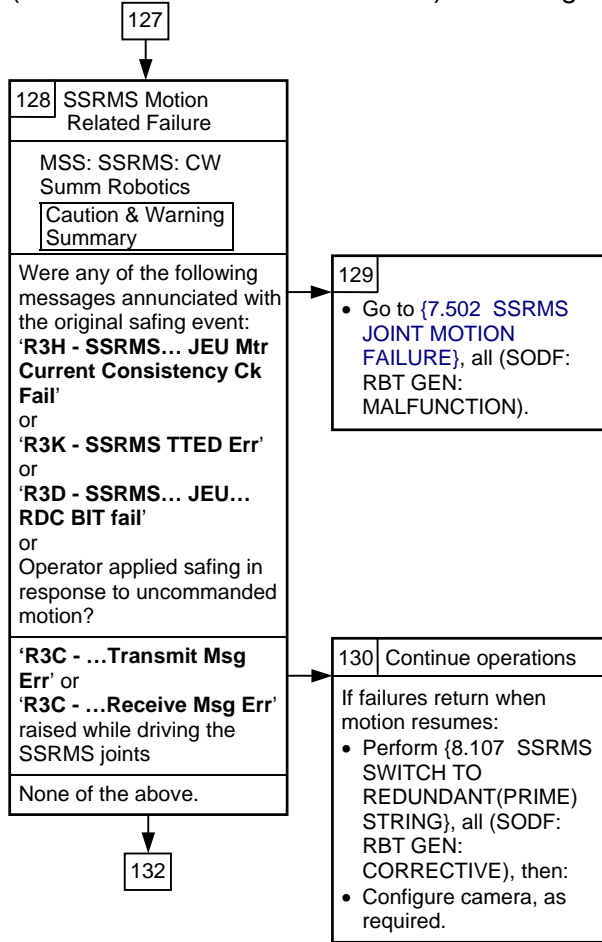 127
128 SSRMS Motion
Related Failure
MSS: SSRMS: CW
Summ Robotics
Caution & Warning
Summary
Were any of the following
messages annunciated with
the original safing event:
‘R3H - SSRMS… JEU Mtr
Current Consistency Ck
Fail’
or
‘R3K - SSRMS TTED Err’
or
‘R3D - SSRMS… JEU…
RDC BIT fail’
or
Operator applied safing in
response to uncommanded
motion?
129
• Go to {7.502 SSRMS
JOINT MOTION
FAILURE}, all (SODF:
RBT GEN:
MALFUNCTION).
‘R3C - …Transmit Msg
Err’ or
‘R3C - …Receive Msg Err’
raised while driving the
SSRMS joints
130 Continue operations
If failures return when
motion resumes:
• Perform {8.107 SSRMS
SWITCH TO
REDUNDANT(PRIME)
STRING}, all (SODF:
RBT GEN:
CORRECTIVE), then:
• Configure camera, as
required.
None of the above.
132